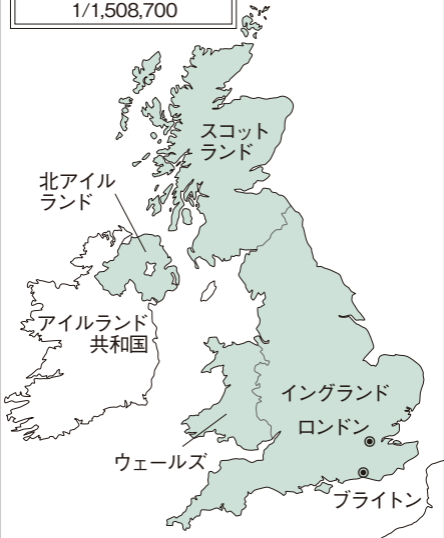 1/1,508,700
スコット
ランド
北アイル
ランド
アイルランド
共和国
イングランド
ロンドン
ウェールズ
ブライトン